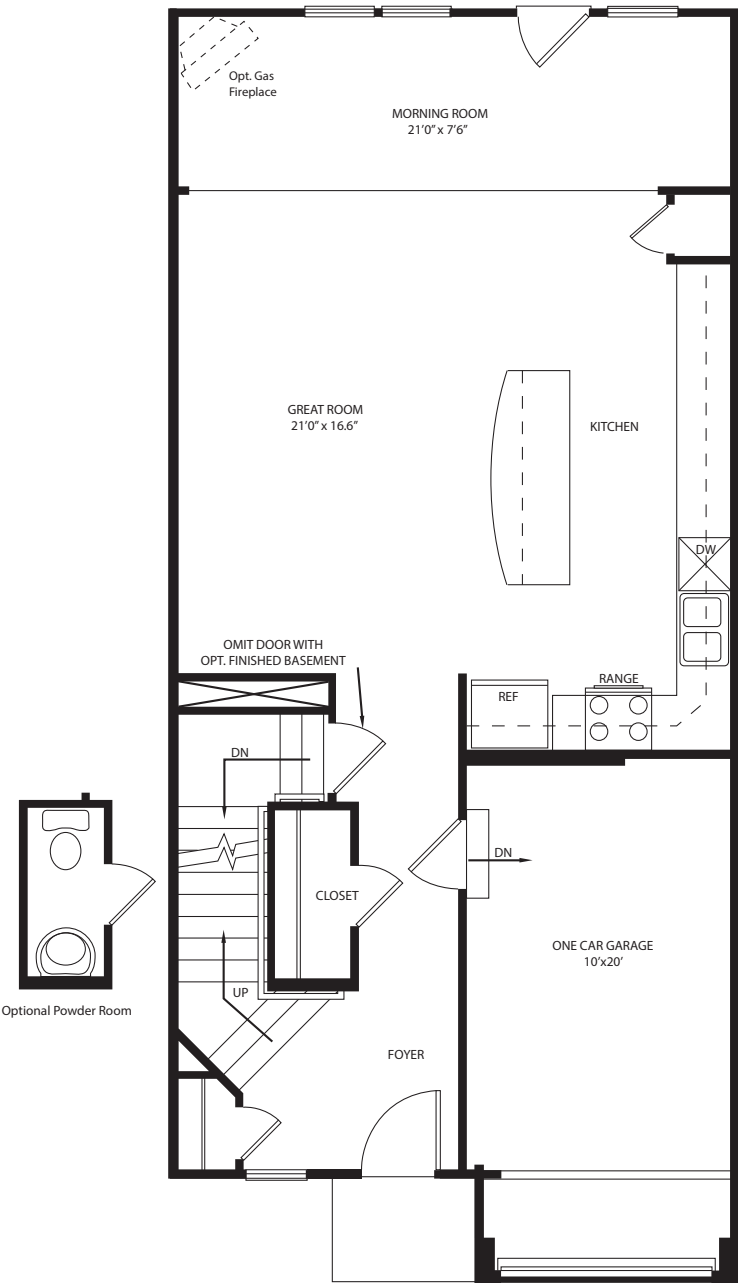 Opt. Gas
Fireplace
MORNING ROOM
21'0" x 7'6"
GREAT ROOM
21'0" x 16.6"
KITCHEN
DW
OMIT DOOR WITH
OPT. FINISHED BASEMENT
REF
RANGE
DN
DN
CLOSET
ONE CAR GARAGE
10'x20'
UP
Optional Powder Room
FOYER